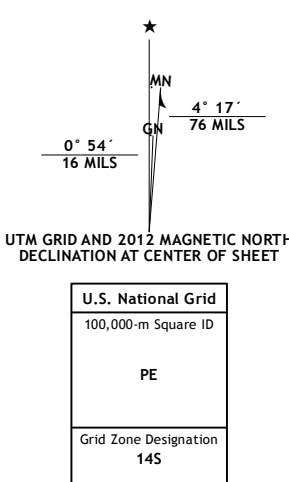 ★
MN
4° 17´
76 MILS
GN
0° 54´
16 MILS
UTM GRID AND 2012 MAGNETIC NORTH
DECLINATION AT CENTER OF SHEET
U.S. National Grid
100,000-m Square ID
PE
Grid Zone Designation
14S